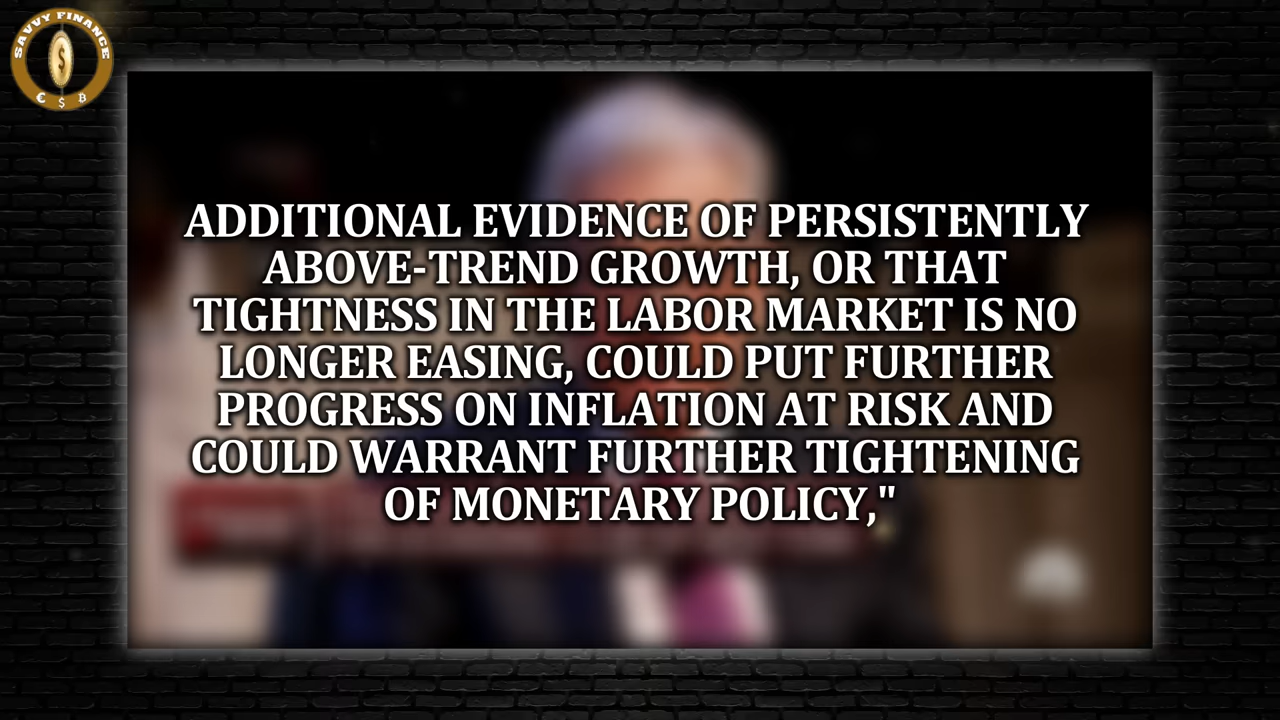 SAVVY FINANCE
€ $ B
ADDITIONAL EVIDENCE OF PERSISTENTLY
ABOVE-TREND GROWTH, OR THAT
TIGHTNESS IN THE LABOR MARKET IS NO
LONGER EASING, COULD PUT FURTHER
PROGRESS ON INFLATION AT RISK AND
COULD WARRANT FURTHER TIGHTENING
OF MONETARY POLICY,"